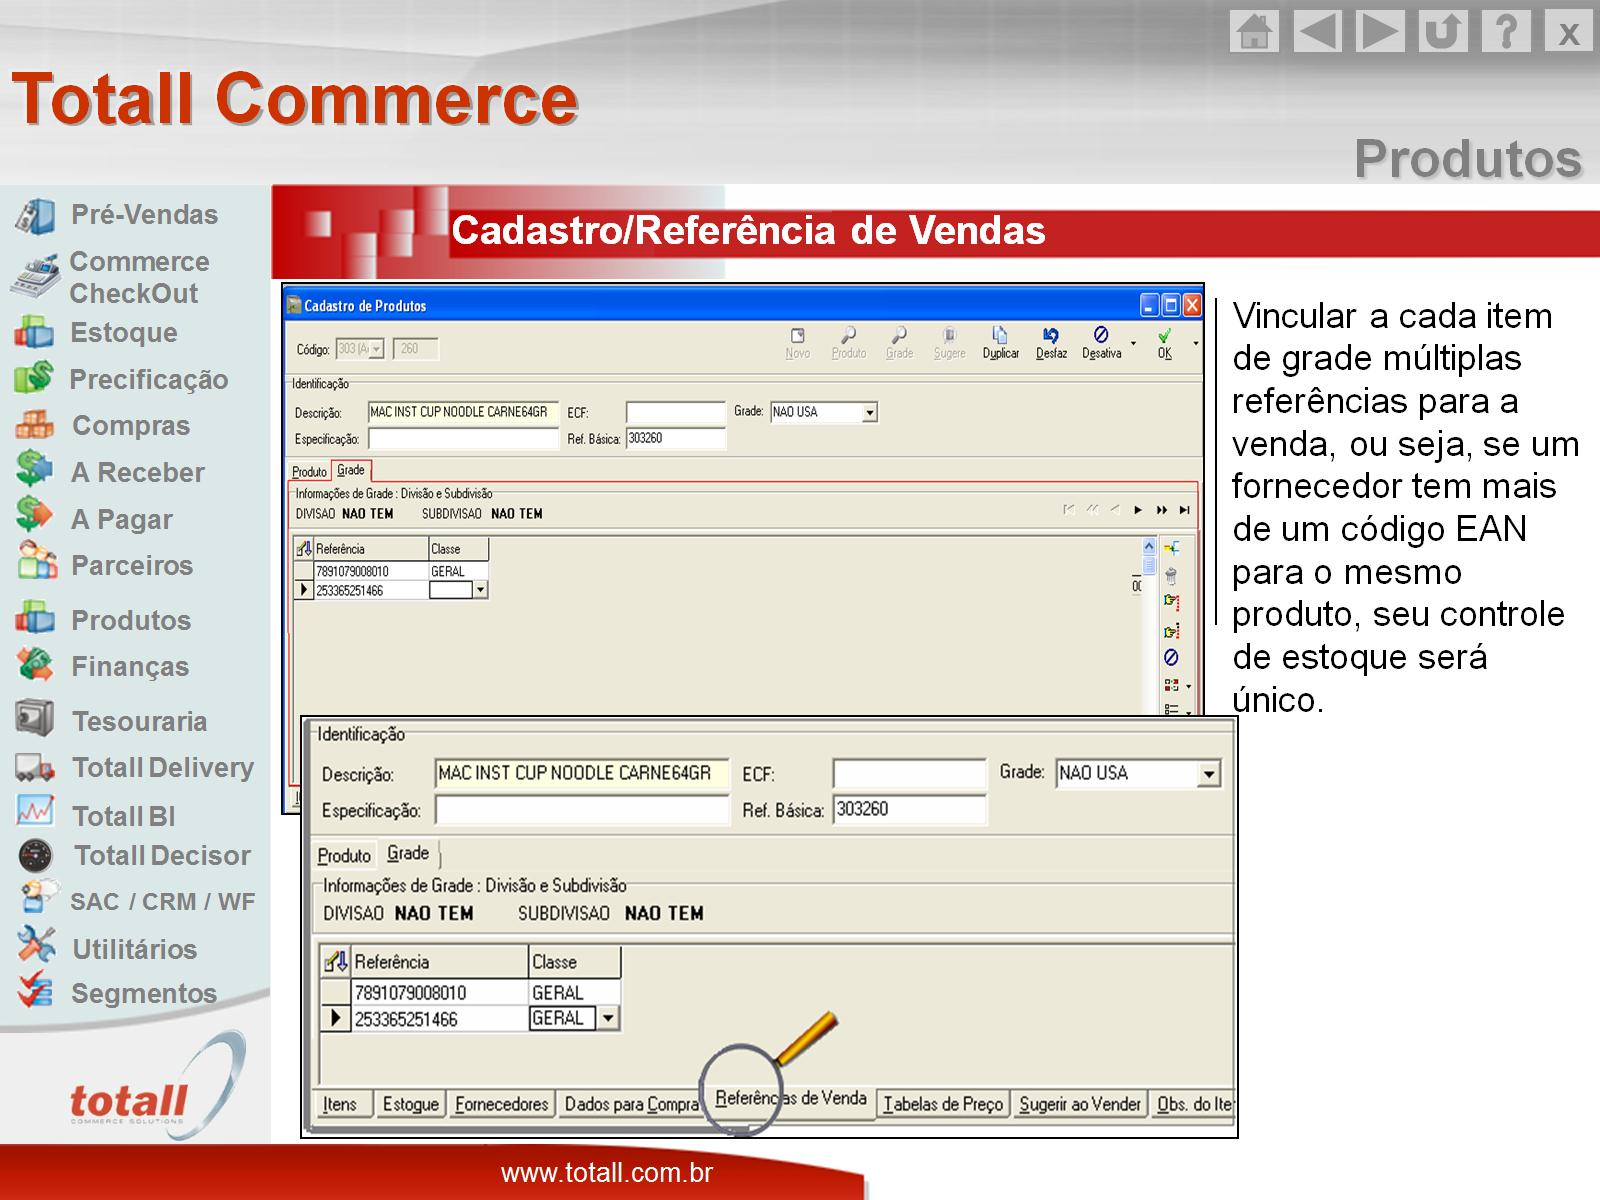 x
Totall Commerce
Produtos
Pré-Vendas
Commerce
CheckOut
Estoque
Precificação
Compras
A Receber
A Pagar
Parceiros
Produtos
Finanças
Tesouraria
Totall Delivery
Totall BI
Totall Decisor
SAC / CRM / WF
Utilitários
Segmentos
totall
COMMERCE SOLUTIONS
Cadastro/Referência de Vendas
Cadastro de Produtos
Código: 303 260
Novo Produto Grade Sugere Duplicar Desfaz Desativa OK
Identificação
Descrição: MAC INST CUP NOODLE CARNE64GR ECF: Grade: NAO USA
Especificação: Ref. Básica: 303260
Produto Grade
Informações de Grade : Divisão e Subdivisão
DIVISAO NAO TEM SUBDIVISAO NAO TEM
Referência Classe
7891079008010 GERAL
253365251466
Identificação
Descrição: MAC INST CUP NOODLE CARNE64GR ECF: Grade: NAO USA
Especificação: Ref. Básica: 303260
Produto Grade
Informações de Grade : Divisão e Subdivisão
DIVISAO NAO TEM SUBDIVISAO NAO TEM
Referência Classe
7891079008010 GERAL
253365251466 GERAL
Itens Estogue Fornecedores Dados para Compra Referências de Venda Tabelas de Preço Sugerir ao Vender Obs. do Ite
Vincular a cada item
de grade múltiplas
referências para a
venda, ou seja, se um
fornecedor tem mais
de um código EAN
para o mesmo
produto, seu controle
de estoque será
único.
www.totall.com.br